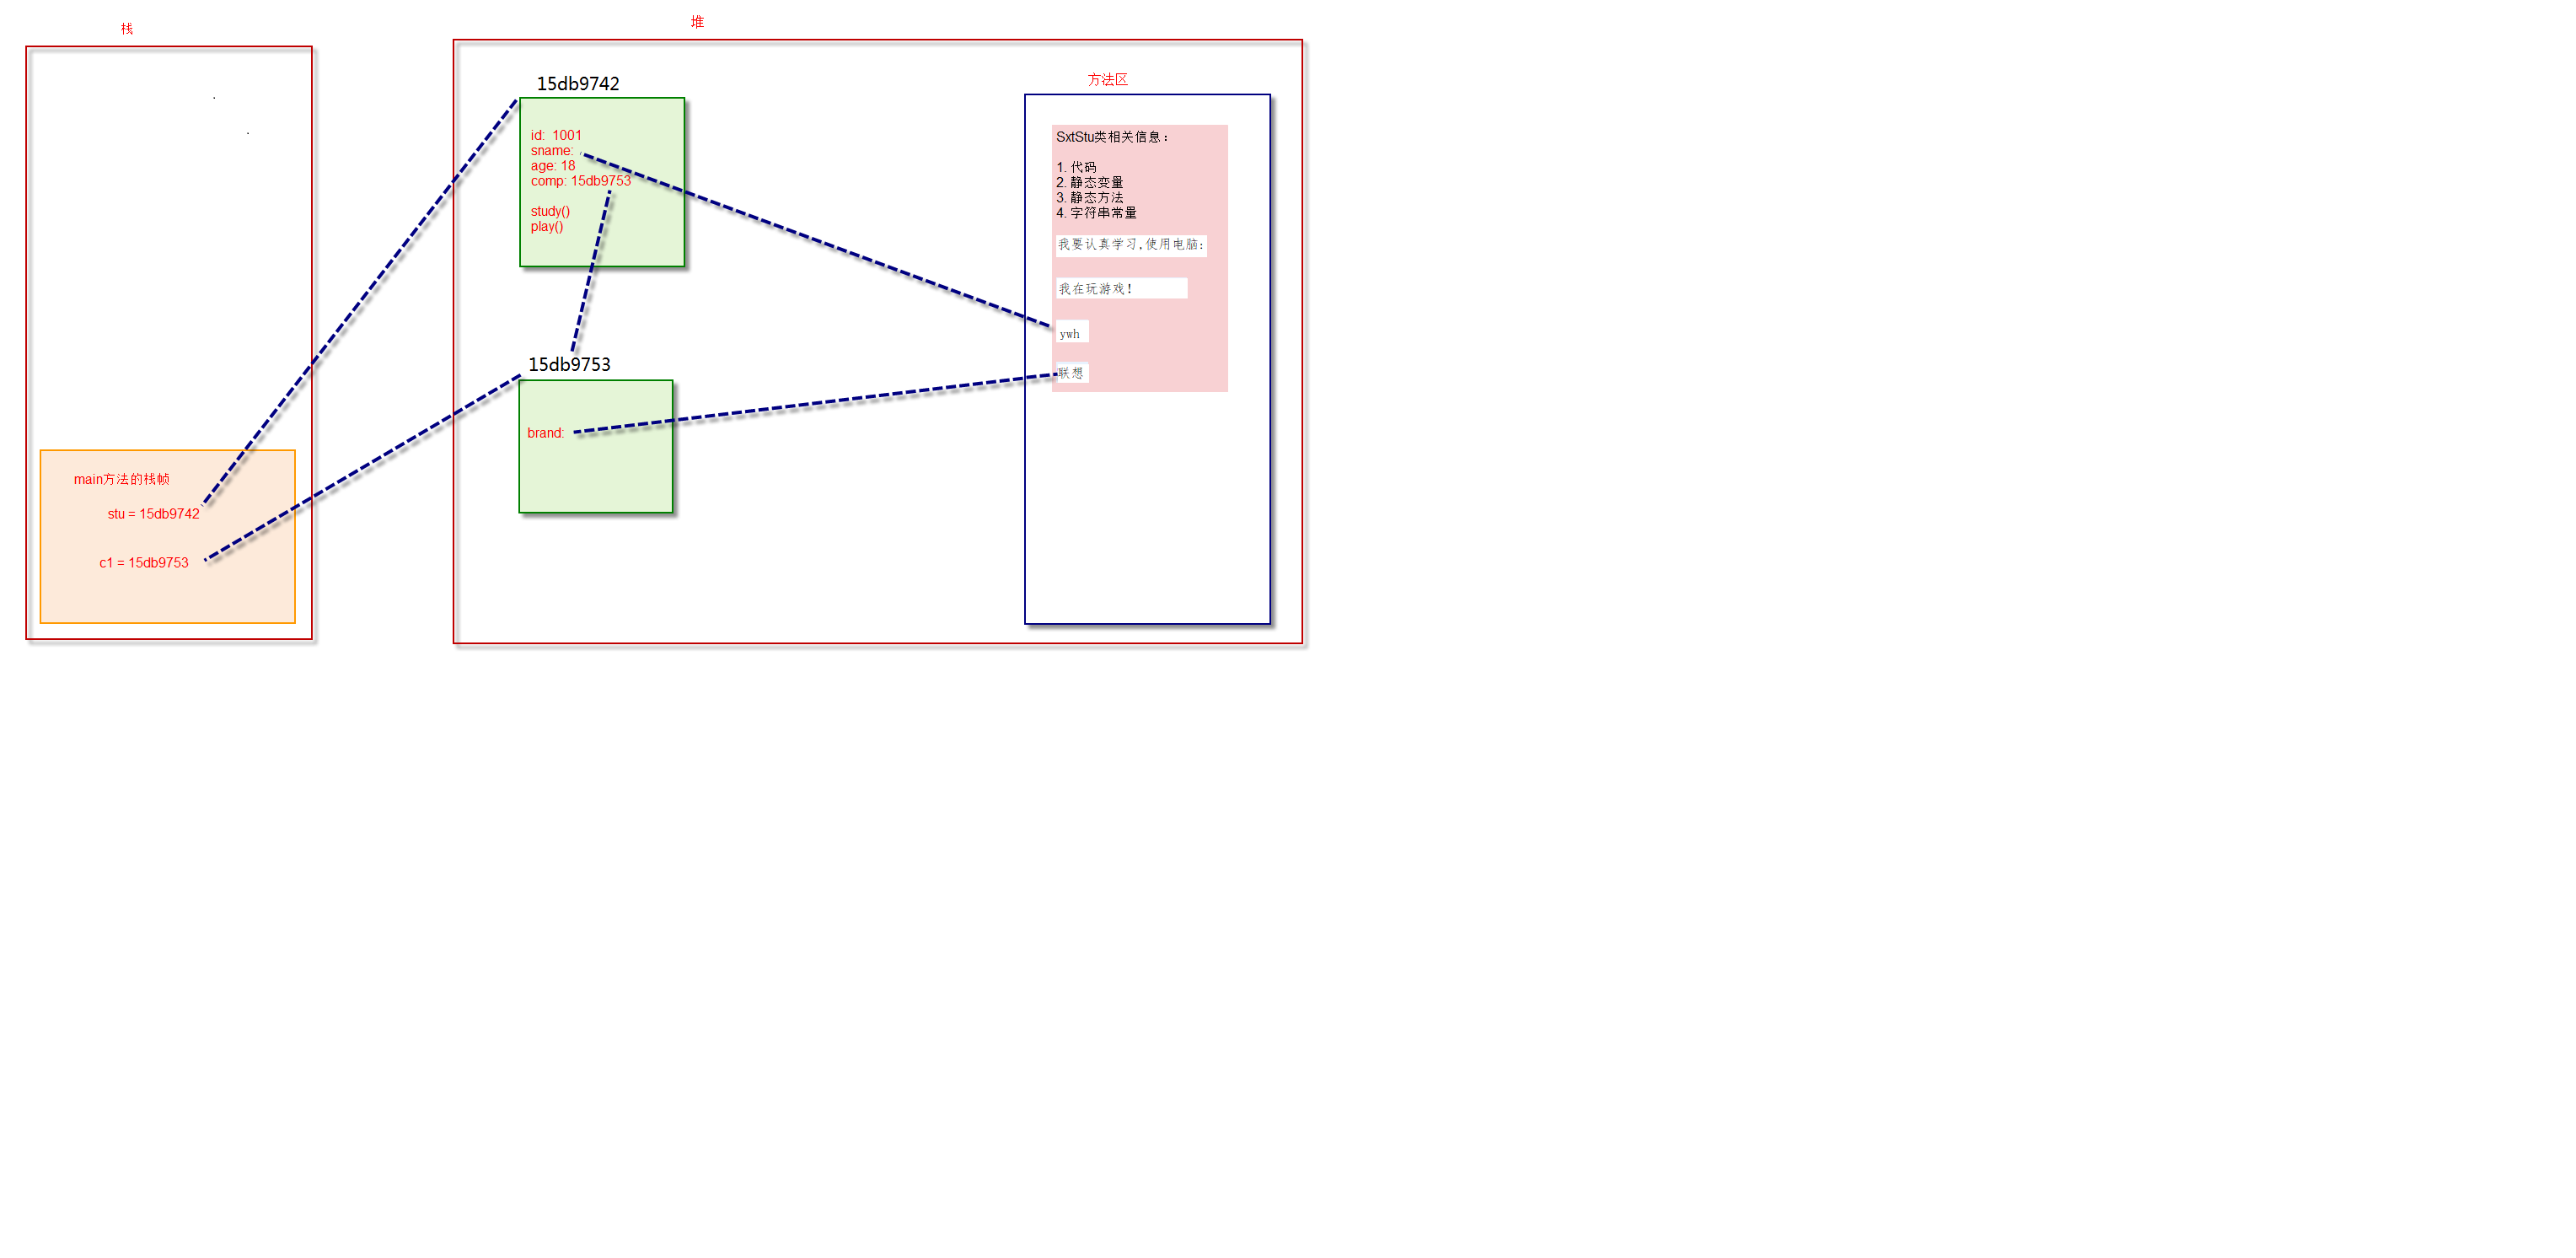 栈
main方法的栈帧
stu = 15db9742
c1 = 15db9753
堆
15db9742
id: 1001
sname:
age: 18
comp: 15db9753
study()
play()
15db9753
brand:
方法区
SxtStu类相关信息：
1. 代码
2. 静态变量
3. 静态方法
4. 字符串常量
我要认真学习,使用电脑:
我在玩游戏！
ywh
联想